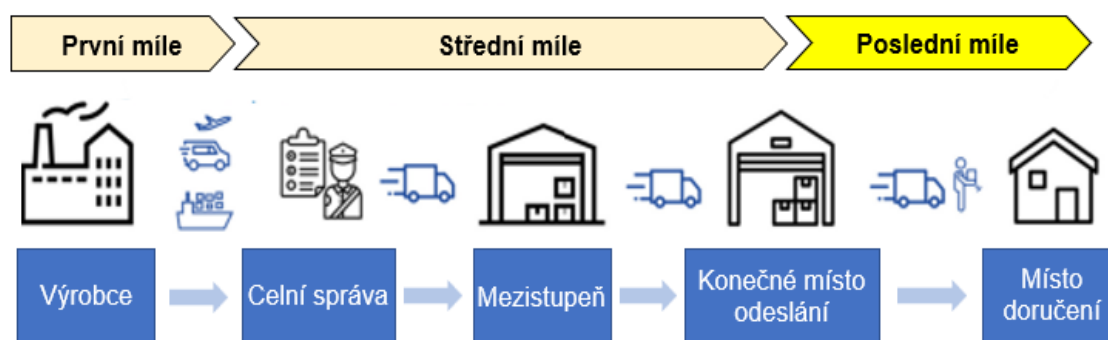 První míle
Střední míle
Poslední míle
Výrobce
Celní správa
Mezistupeň
Konečné místo
odeslání
Místo
doručení